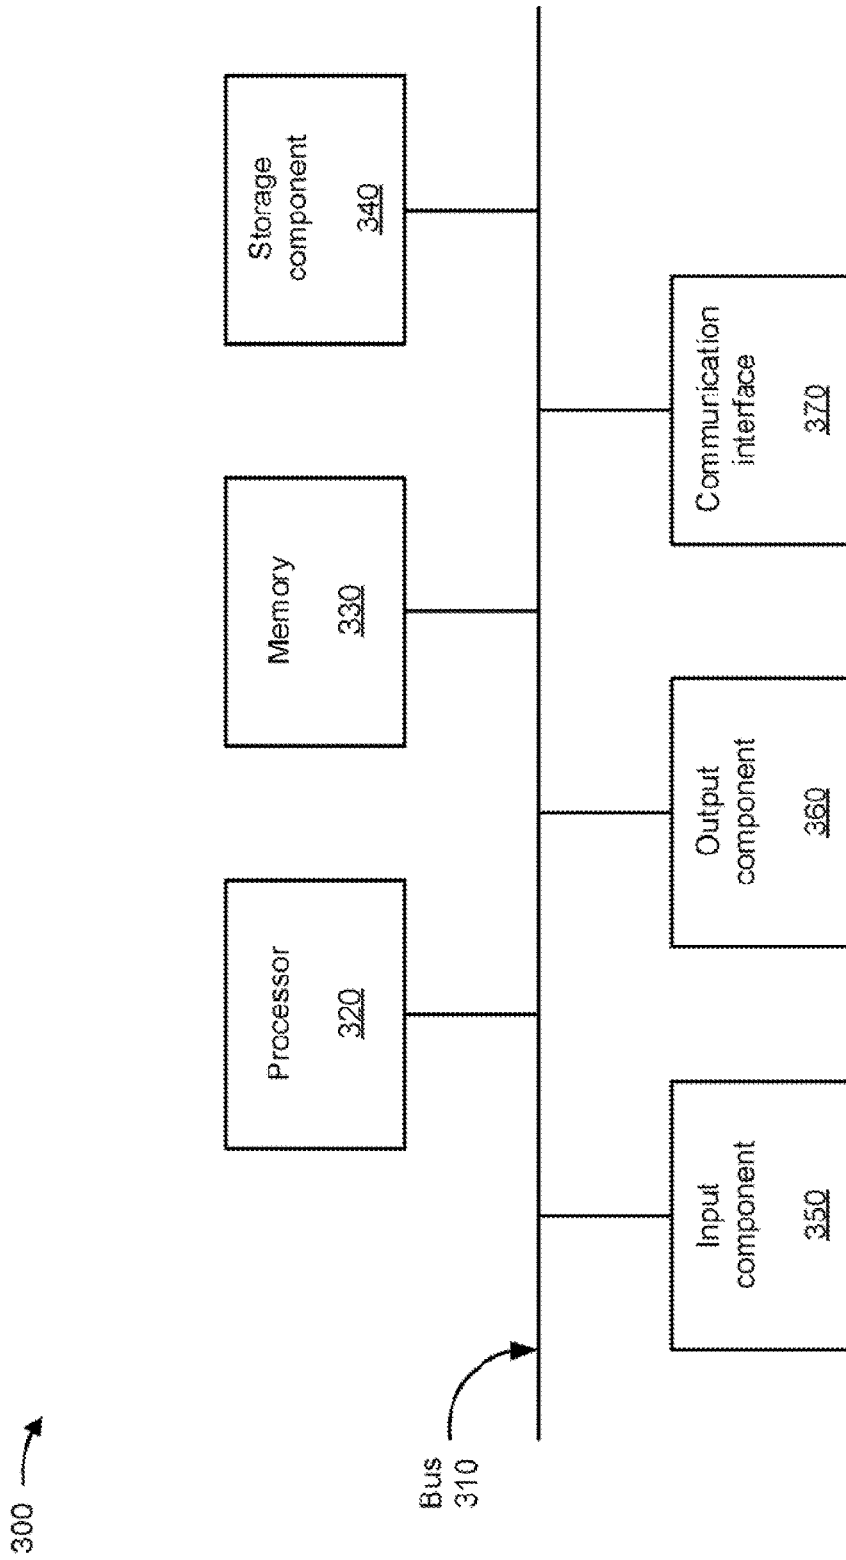 300
Bus
310
Processor
320
Memory
330
Storage
component
340
Input
component
350
Output
component
360
Communication
interface
370